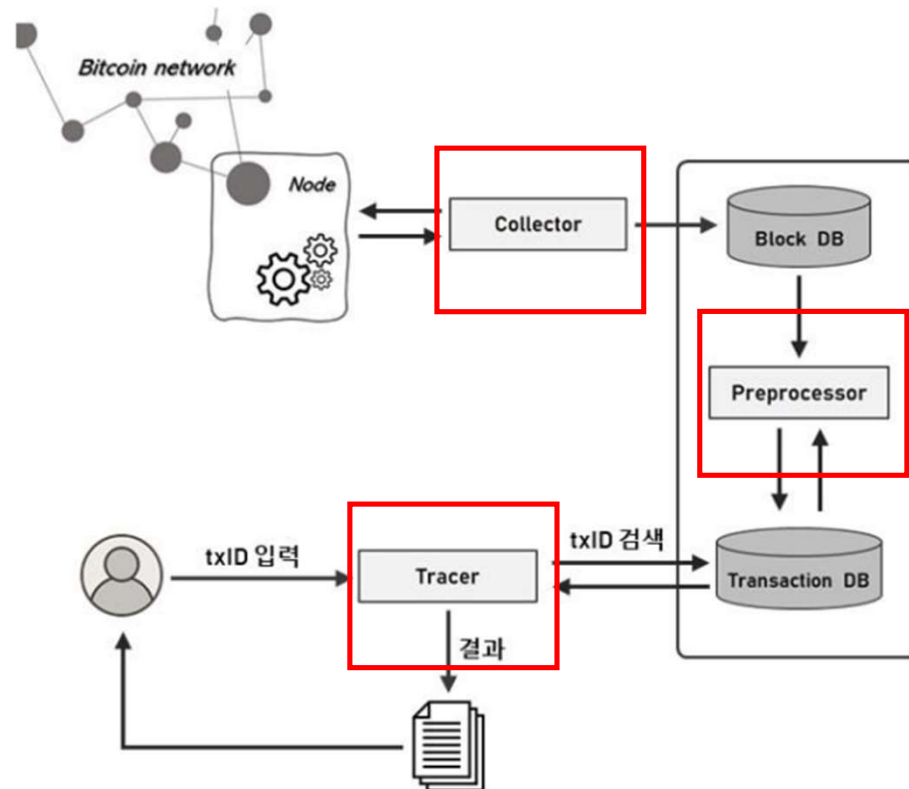 Bitcoin network
Node
Collector
Block DB
Preprocessor
txID 입력
Tracer
txID 검색
Transaction DB
결과